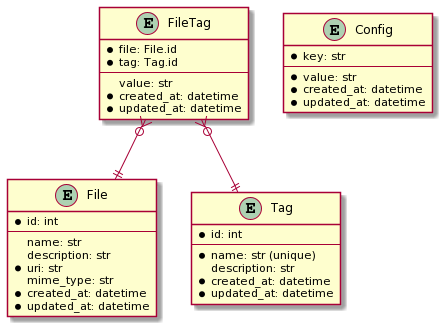 E FileTag
file: File.id
tag: Tag.id
value: str
created_at: datetime
updated_at: datetime
E Config
key: str
value: str
created_at: datetime
updated_at: datetime
E File
id: int
name: str
description: str
uri: str
mime_type: str
created_at: datetime
updated_at: datetime
E Tag
id: int
name: str (unique)
description: str
created_at: datetime
updated_at: datetime